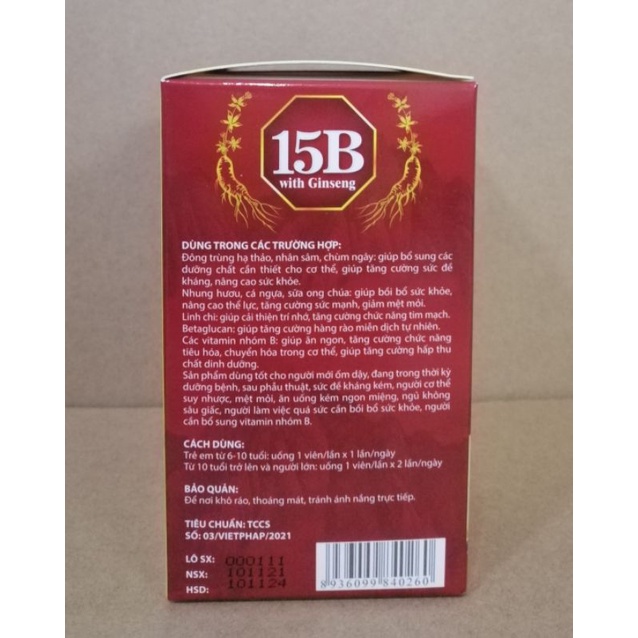 15B
with Ginseng
DÙNG TRONG CÁC TRƯỜNG HỢP:
Đông trùng hạ thảo, nhân sâm, chùm ngây: giúp bổ sung các
dưỡng chất cần thiết cho cơ thể, giúp tăng cường sức đề
kháng, nâng cao sức khỏe.
Nhung hươu, cá ngựa, sữa ong chúa: giúp bồi bổ sức khỏe,
nâng cao thể lực, tăng cường sức mạnh, giảm mệt mỏi.
Linh chi: giúp cải thiện trí nhớ, tăng cường chức năng tim mạch.
Betaglucan: giúp tăng cường hàng rào miễn dịch tự nhiên.
Các vitamin nhóm B: giúp ăn ngon, tăng cường chức năng
tiêu hóa, chuyển hóa trong cơ thể, giúp tăng cường hấp thu
chất dinh dưỡng.
Sản phẩm dùng tốt cho người mới ốm dậy, đang trong thời kỳ
dưỡng bệnh, sau phẫu thuật, sức đề kháng kém, người cơ thể
suy nhược, mệt mỏi, ăn uống kém ngon miệng, ngủ không
sâu giấc, người làm việc quá sức cần bồi bổ sức khỏe, người
cần bổ sung vitamin nhóm B.
CÁCH DÙNG:
Trẻ em từ 6-10 tuổi: uống 1 viên/lần x 1 lần/ngày
Từ 10 tuổi trở lên và người lớn: uống 1 viên/lần x 2 lần/ngày
BẢO QUẢN:
Để nơi khô ráo, thoáng mát, tránh ánh nắng trực tiếp.
TIÊU CHUẨN: TCCS
SỐ: 03/VIETPHAP/2021
LÔ SX: 000111
NSX: 101121
HSD: 101124
8 936099 840260